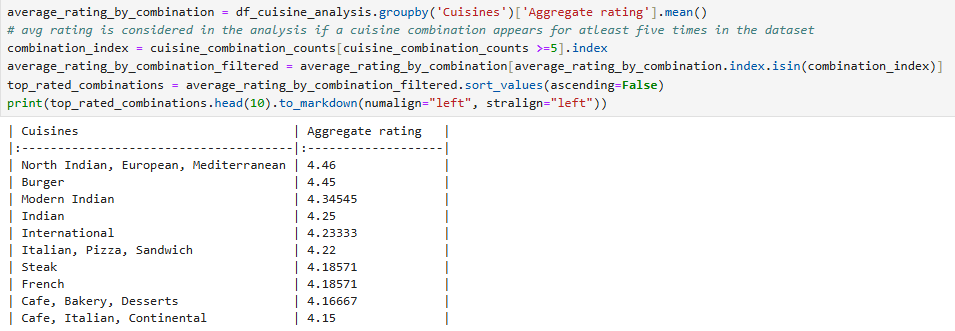 average_rating_by_combination = df_cuisine_analysis.groupby('Cuisines')['Aggregate rating'].mean()
# avg rating is considered in the analysis if a cuisine combination appears for atleast five times in the dataset
combination_index = cuisine_combination_counts[cuisine_combination_counts >=5].index
average_rating_by_combination_filtered = average_rating_by_combination[average_rating_by_combination.index.isin(combination_index)]
top_rated_combinations = average_rating_by_combination_filtered.sort_values(ascending=False)
print(top_rated_combinations.head(10).to_markdown(numalign="left", stralign="left"))
| Cuisines                           | Aggregate rating   |
|:-----------------------------------|:-------------------|
| North Indian, European, Mediterranean | 4.46               |
| Burger                             | 4.45               |
| Modern Indian                      | 4.34545            |
| Indian                             | 4.25               |
| International                      | 4.23333            |
| Italian, Pizza, Sandwich           | 4.22               |
| Steak                              | 4.18571            |
| French                             | 4.18571            |
| Cafe, Bakery, Desserts             | 4.16667            |
| Cafe, Italian, Continental         | 4.15               |